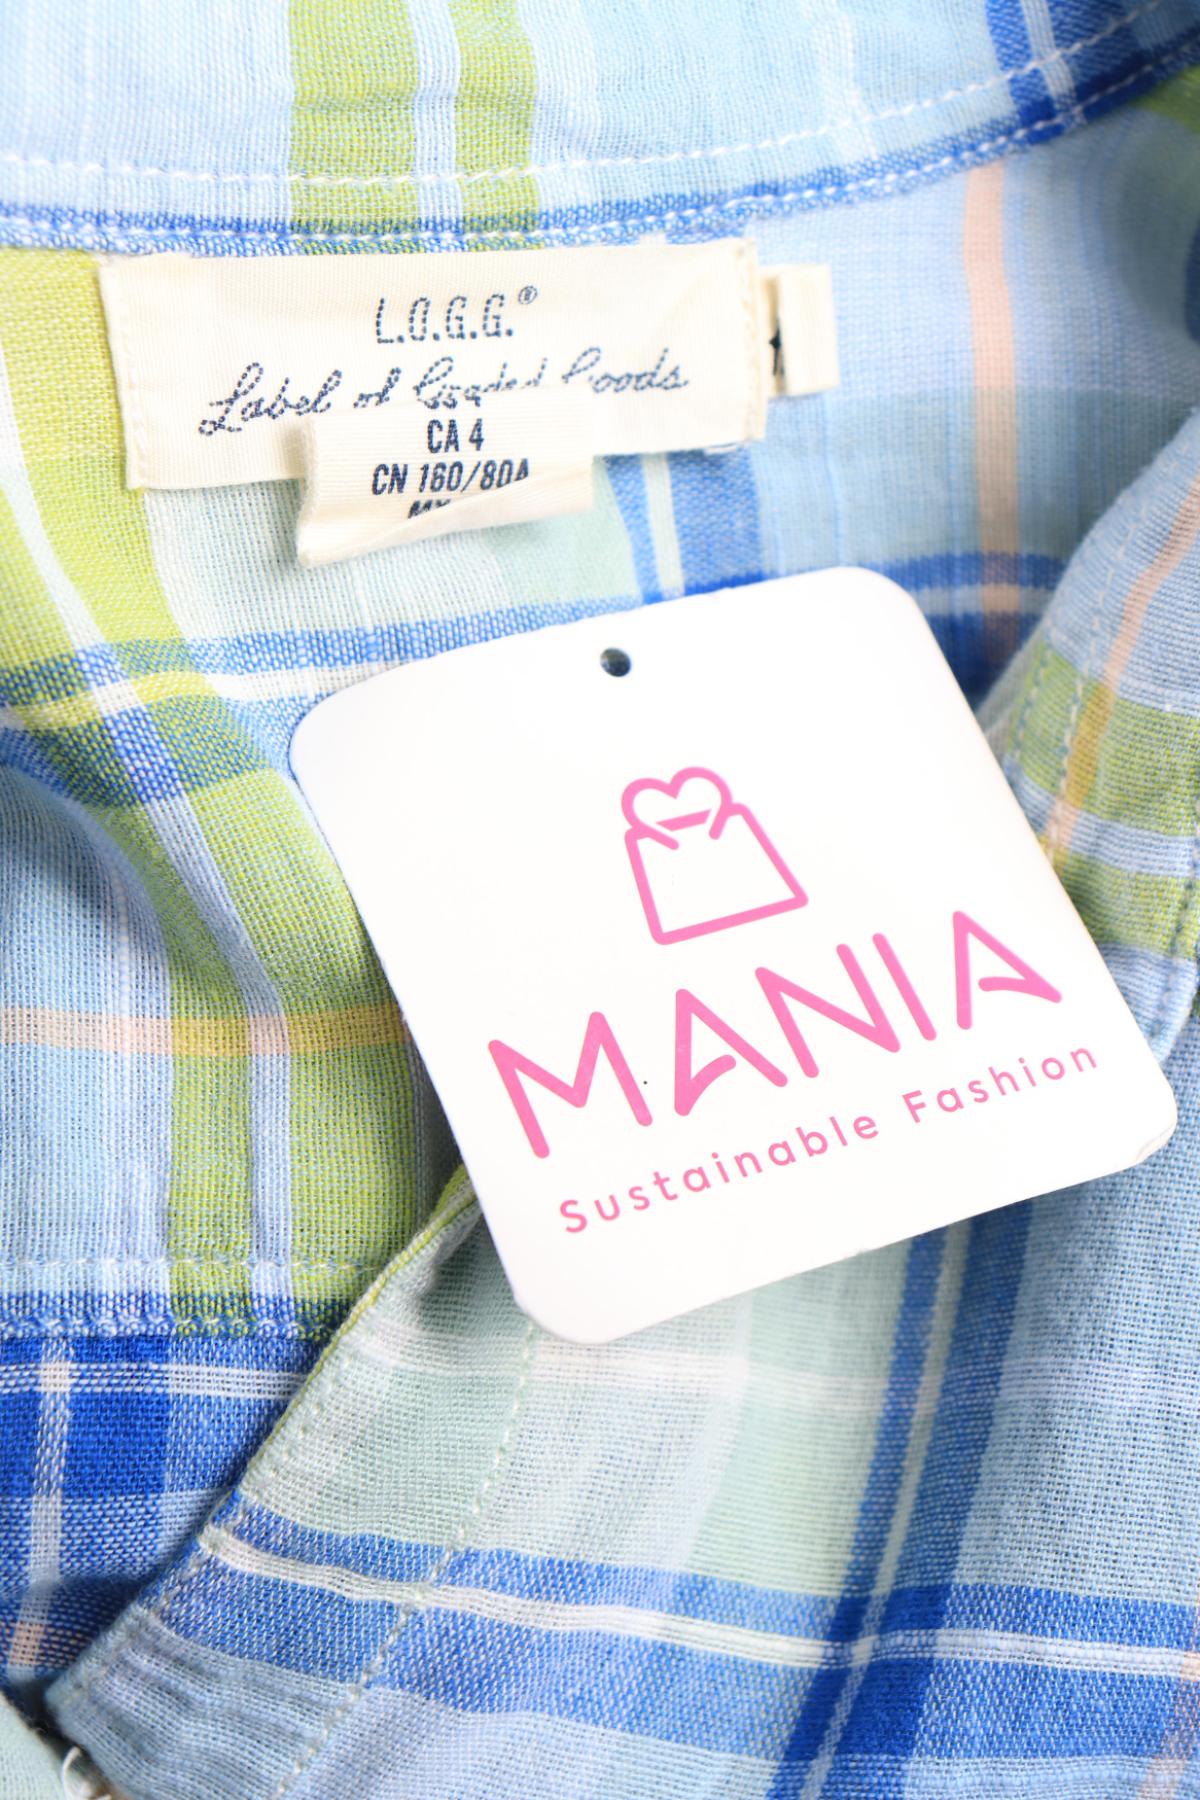 L.O.G.G.®
Label of Graded Goods
CA 4
CN 160/80A
MANIA
Sustainable Fashion